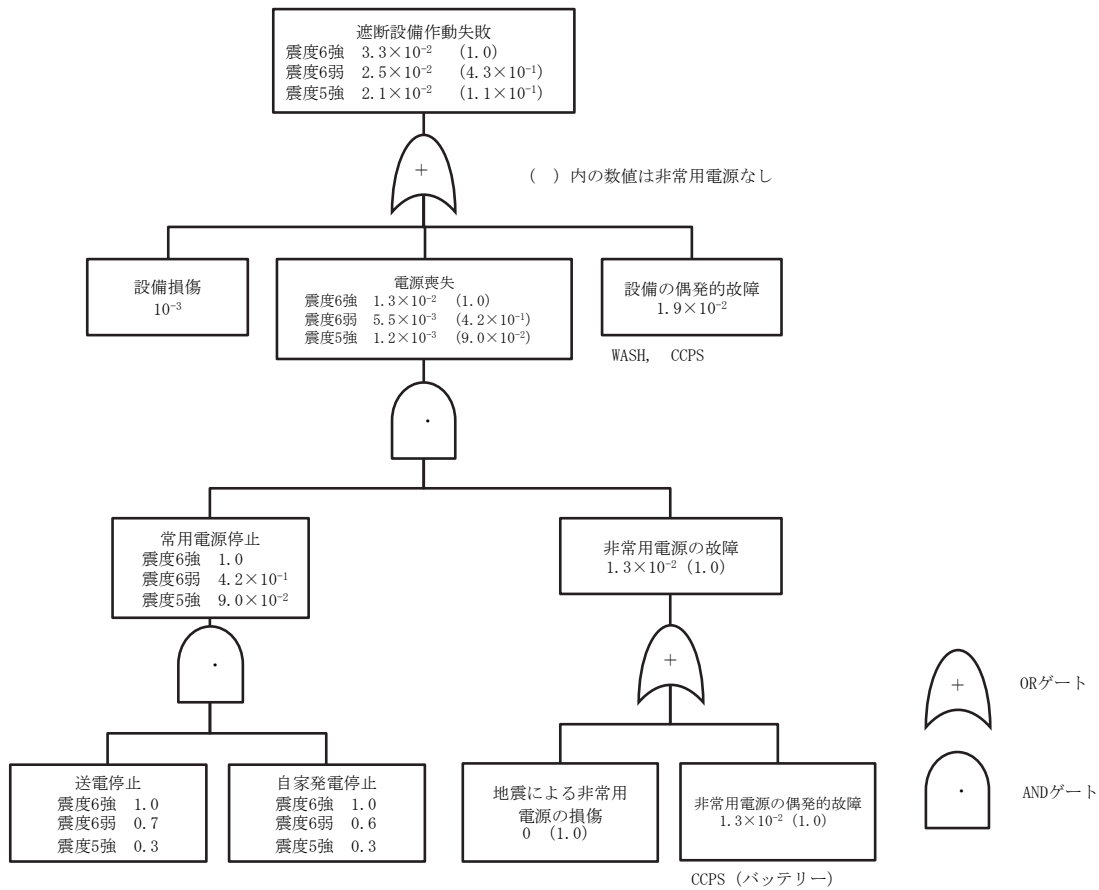 遮断設備作動失敗
震度6強 3.3×10⁻² (1.0)
震度6弱 2.5×10⁻² (4.3×10⁻¹)
震度5強 2.1×10⁻² (1.1×10⁻¹)
+
( )内の数値は非常用電源なし
設備損傷
10⁻³
電源喪失
震度6強 1.3×10⁻² (1.0)
震度6弱 5.5×10⁻³ (4.2×10⁻¹)
震度5強 1.2×10⁻³ (9.0×10⁻²)
設備の偶発的故障
1.9×10⁻²
WASH, CCPS
・
常用電源停止
震度6強 1.0
震度6弱 4.2×10⁻¹
震度5強 9.0×10⁻²
非常用電源の故障
1.3×10⁻² (1.0)
・
+
送電停止
震度6強 1.0
震度6弱 0.7
震度5強 0.3
自家発電停止
震度6強 1.0
震度6弱 0.6
震度5強 0.3
地震による非常用
電源の損傷
0 (1.0)
非常用電源の偶発的故障
1.3×10⁻² (1.0)
CCPS(バッテリー)
+
ORゲート
・
ANDゲート